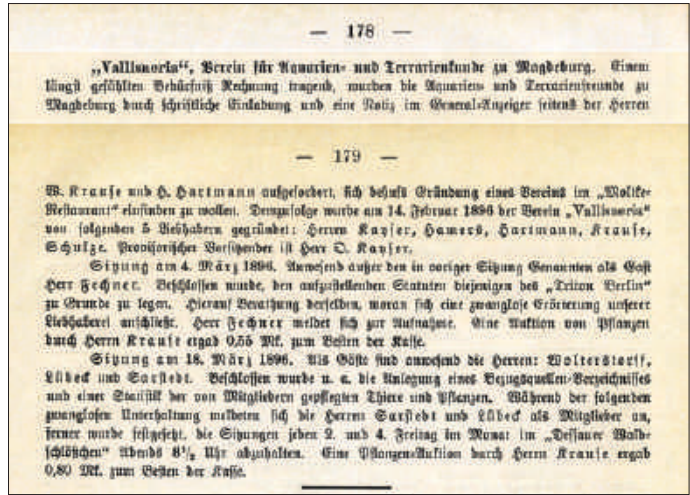 — 178 —
„Vallisneria“, Verein für Aquarien- und Terrarienkunde zu Magdeburg. Einem
längst gefühlten Bedürfniß Rechnung tragend, wurden die Aquarien- und Terrarienfreunde zu
Magdeburg durch schriftliche Einladung und eine Notiz im General-Anzeiger seitens der Herren
— 179 —
W. Krause und H. Hartmann aufgefordert, sich behufs Gründung eines Vereins im „Moltke-
Restaurant“ einfinden zu wollen. Demzufolge wurde am 14. Februar 1896 der Verein „Vallisneria“
von folgenden 5 Liebhabern gegründet: Herren Kayser, Hamers, Hartmann, Krause,
Schulze. Provisorischer Vorsitzender ist Herr O. Kayser.
Sitzung am 4. März 1896. Anwesend außer den in voriger Sitzung Genannten als Gast
Herr Fechner. Beschlossen wurde, den aufzustellenden Statuten diejenigen des „Triton Berlin“
zu Grunde zu legen. Hierauf Berathung derselben, woran sich eine zwanglose Erörterung unserer
Liebhaberei anschließt. Herr Fechner meldet sich zur Aufnahme. Eine Auktion von Pflanzen
durch Herrn Krause ergab 0,55 Mk. zum Besten der Kasse.
Sitzung am 18. März 1896. Als Gäste sind anwesend die Herren: Wolterstorff,
Lübeck und Sarstedt. Beschlossen wurde u. a. die Anlegung eines Bezugsquellen-Verzeichnisses
und einer Statistik der von Mitgliedern gepflegten Thiere und Pflanzen. Während der folgenden
zwanglosen Unterhaltung meldeten sich die Herren Sarstedt und Lübeck als Mitglieder an,
ferner wurde festgesetzt, die Sitzungen jeden 2. und 4. Freitag im Monat im „Dessauer Wald-
schlößchen“ Abends 8½ Uhr abzuhalten. Eine Pflanzen-Auktion durch Herrn Krause ergab
0,80 Mk. zum Besten der Kasse.